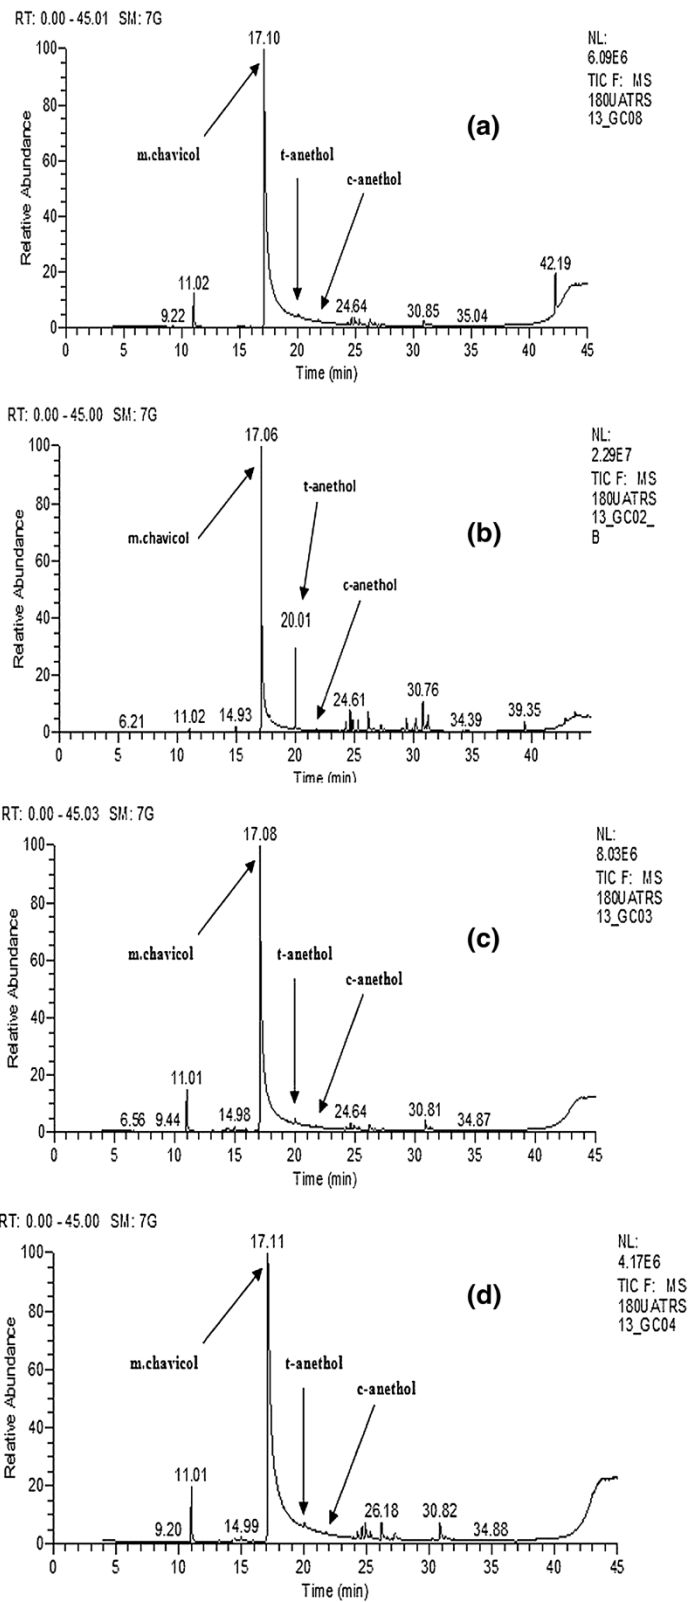 RT: 0.00 - 45.01 SM: 7G
NL:
6.09E6
TIC F: MS
180UATRS
13_GC08
17.10
100
80
60
40
20
0
Relative Abundance
(a)
m.chavicol
t-anethol
c-anethol
9.22
11.02
24.64
30.85
35.04
42.19
0 5 10 15 20 25 30 35 40 45
Time (min)
RT: 0.00 - 45.00 SM: 7G
NL:
2.29E7
TIC F: MS
180UATRS
13_GC02_
B
17.06
100
80
60
40
20
0
Relative Abundance
(b)
m.chavicol
t-anethol
c-anethol
20.01
6.21
11.02
14.93
24.61
30.76
34.39
39.35
0 5 10 15 20 25 30 35 40
Time (min)
RT: 0.00 - 45.03 SM: 7G
NL:
8.03E6
TIC F: MS
180UATRS
13_GC03
17.08
100
80
60
40
20
0
Relative Abundance
(c)
m.chavicol
t-anethol
c-anethol
6.56
9.44
11.01
14.98
24.64
30.81
34.87
0 5 10 15 20 25 30 35 40 45
Time (min)
RT: 0.00 - 45.00 SM: 7G
NL:
4.17E6
TIC F: MS
180UATRS
13_GC04
17.11
100
80
60
40
20
0
Relative Abundance
(d)
m.chavicol
t-anethol
c-anethol
9.20
11.01
14.99
26.18
30.82
34.88
0 5 10 15 20 25 30 35 40 45
Time (min)